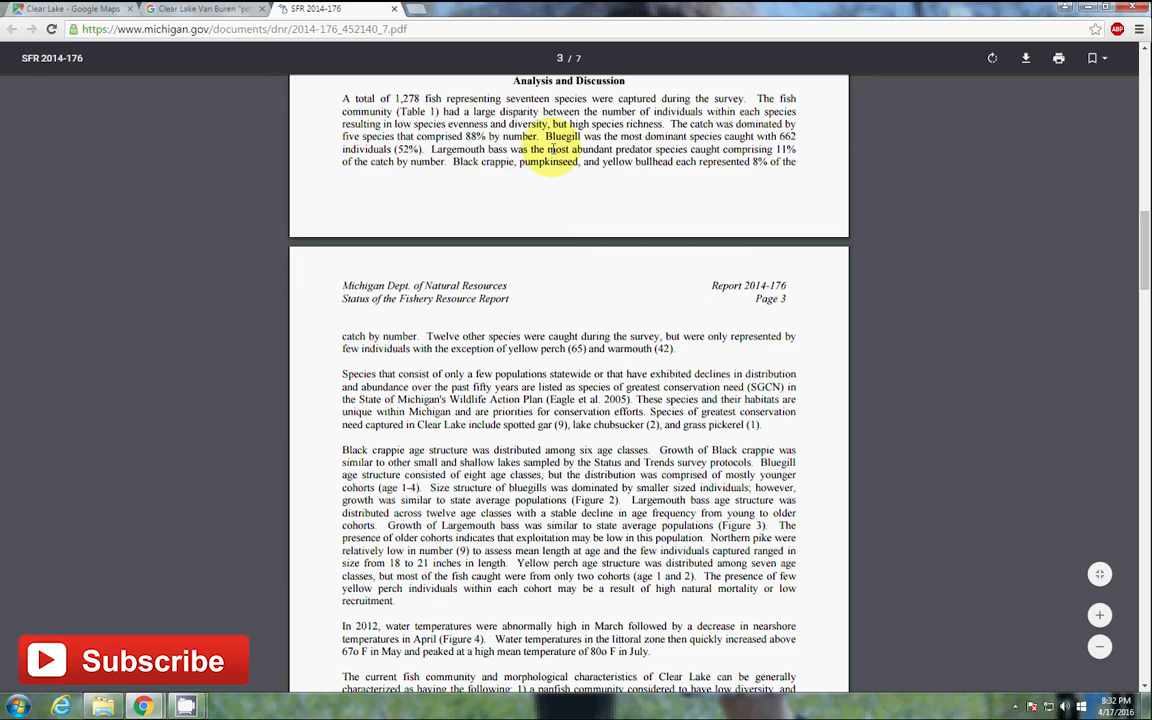 Clear Lake - Google Maps
Clear Lake Van Buren "p
SFR 2014-176
https://www.michigan.gov/documents/dnr/2014-176_452140_7.pdf
ABP
SFR 2014-176
3 / 7
Analysis and Discussion
A total of 1,278 fish representing seventeen species were captured during the survey. The fish
community (Table 1) had a large disparity between the number of individuals within each species
resulting in low species evenness and diversity, but high species richness. The catch was dominated by
five species that comprised 88% by number. Bluegill was the most dominant species caught with 662
individuals (52%). Largemouth bass was the most abundant predator species caught comprising 11%
of the catch by number. Black crappie, pumpkinseed, and yellow bullhead each represented 8% of the
Michigan Dept. of Natural Resources
Report 2014-176
Status of the Fishery Resource Report
Page 3
catch by number. Twelve other species were caught during the survey, but were only represented by
few individuals with the exception of yellow perch (65) and warmouth (42).
Species that consist of only a few populations statewide or that have exhibited declines in distribution
and abundance over the past fifty years are listed as species of greatest conservation need (SGCN) in
the State of Michigan's Wildlife Action Plan (Eagle et al. 2005). These species and their habitats are
unique within Michigan and are priorities for conservation efforts. Species of greatest conservation
need captured in Clear Lake include spotted gar (9), lake chubsucker (2), and grass pickerel (1).
Black crappie age structure was distributed among six age classes. Growth of Black crappie was
similar to other small and shallow lakes sampled by the Status and Trends survey protocols. Bluegill
age structure consisted of eight age classes, but the distribution was comprised of mostly younger
cohorts (age 1-4). Size structure of bluegills was dominated by smaller sized individuals; however,
growth was similar to state average populations (Figure 2). Largemouth bass age structure was
distributed across twelve age classes with a stable decline in age frequency from young to older
cohorts. Growth of Largemouth bass was similar to state average populations (Figure 3). The
presence of older cohorts indicates that exploitation may be low in this population. Northern pike were
relatively low in number (9) to assess mean length at age and the few individuals captured ranged in
size from 18 to 21 inches in length. Yellow perch age structure was distributed among seven age
classes, but most of the fish caught were from only two cohorts (age 1 and 2). The presence of few
yellow perch individuals within each cohort may be a result of high natural mortality or low
recruitment.
In 2012, water temperatures were abnormally high in March followed by a decrease in nearshore
temperatures in April (Figure 4). Water temperatures in the littoral zone then quickly increased above
67o F in May and peaked at a high mean temperature of 80o F in July.
The current fish community and morphological characteristics of Clear Lake can be generally
characterized as having the following: 1) a panfish community considered to have low diversity, and
Subscribe
8:32 PM
4/17/2016